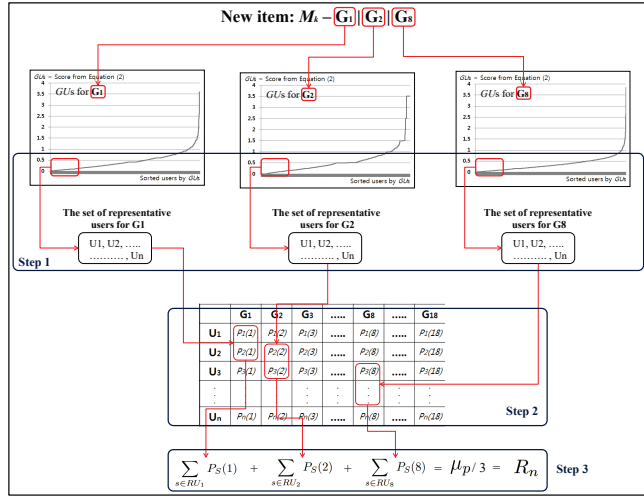 New item: Mₖ – G₁|G₂|G₈
GUs – Score from Equation (2)
GUs for G₁
4
3.5
3
2.5
2
1.5
1
0.5
0
Sorted users by GUs
GUs – Score from Equation (2)
GUs for G₂
4
3.5
3
2.5
2
1.5
1
0.5
0
Sorted users by GUs
GUs – Score from Equation (2)
GUs for G₈
4
3.5
3
2.5
2
1.5
1
0.5
0
Sorted users by GUs
The set of representative
users for G1
U1, U2, …..
………. , Un
The set of representative
users for G2
U1, U2, …..
………. , Un
The set of representative
users for G8
U1, U2, …..
………. , Un
Step 1
G₁ G₂ G₃ ..... G₈ ..... G₁₈
U₁ P₁(1) P₁(2) P₁(3) ..... P₁(8) ..... P₁(18)
U₂ P₂(1) P₂(2) P₂(3) ..... P₂(8) ..... P₂(18)
U₃ P₃(1) P₃(2) P₃(3) ..... P₃(8) ..... P₃(18)
Uₙ Pₙ(1) Pₙ(2) Pₙ(3) ..... Pₙ(8) ..... Pₙ(18)
Step 2
∑ s∈RU₁ P_S(1) + ∑ s∈RU₂ P_S(2) + ∑ s∈RU₈ P_S(8) = μ_p/3 = Rₙ
Step 3